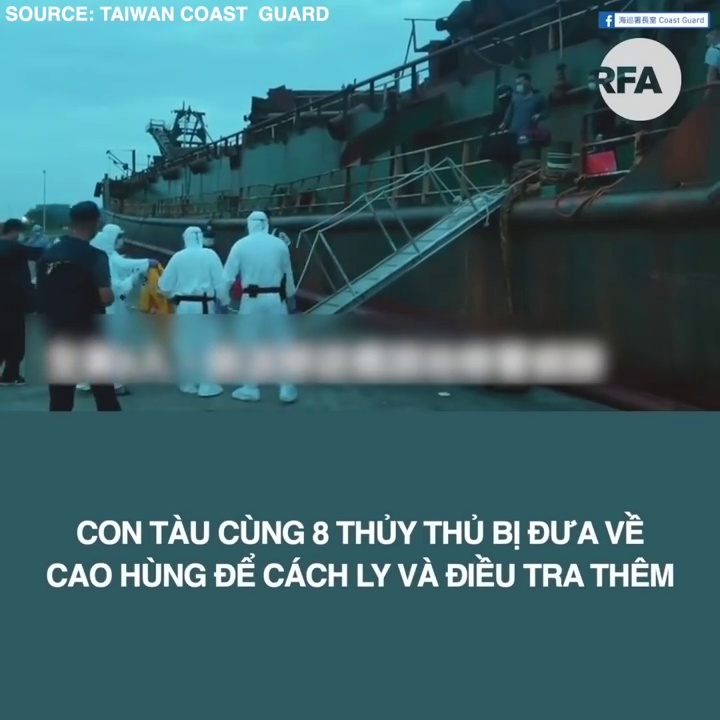 SOURCE: TAIWAN COAST GUARD
海巡署長室 Coast Guard
RFA
CON TÀU CÙNG 8 THỦY THỦ BỊ ĐƯA VỀ
CAO HÙNG ĐỂ CÁCH LY VÀ ĐIỀU TRA THÊM